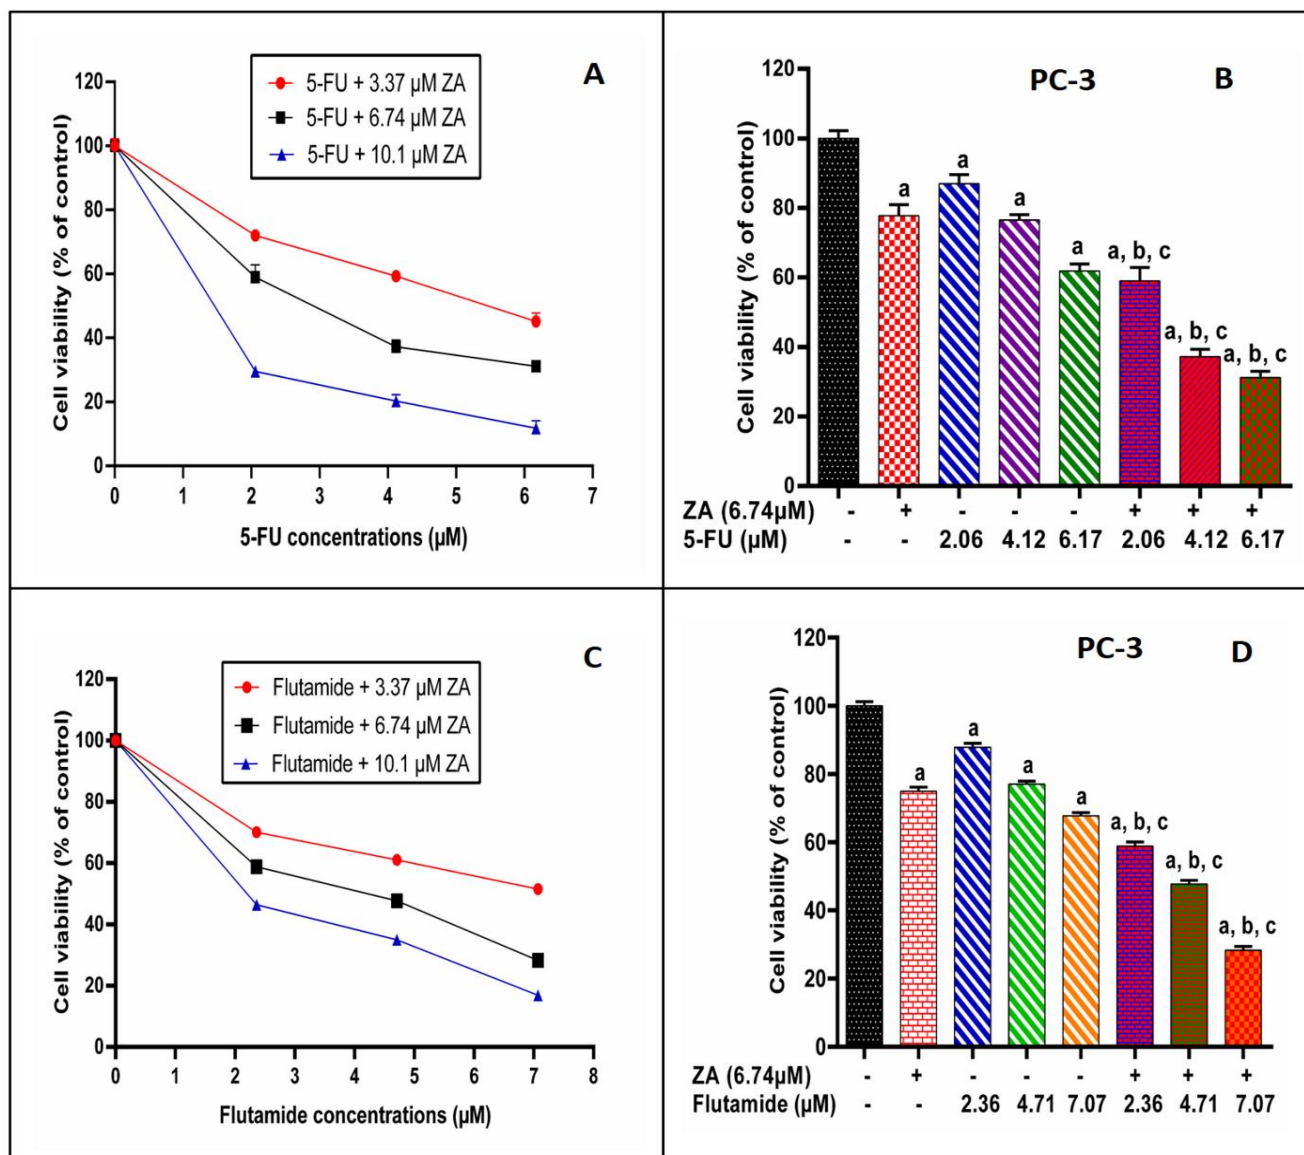 A
5-FU + 3.37 µM ZA
5-FU + 6.74 µM ZA
5-FU + 10.1 µM ZA
Cell viability (% of control)
120
100
80
60
40
20
0
0 1 2 3 4 5 6 7
5-FU concentrations (µM)
PC-3 B
Cell viability (% of control)
120
100
80
60
40
20
0
a a a a a, b, c a, b, c a, b, c
ZA (6.74µM) - + - - - + + +
5-FU (µM) - - 2.06 4.12 6.17 2.06 4.12 6.17
C
Flutamide + 3.37 µM ZA
Flutamide + 6.74 µM ZA
Flutamide + 10.1 µM ZA
Cell viability (% of control)
120
100
80
60
40
20
0
0 1 2 3 4 5 6 7 8
Flutamide concentrations (µM)
PC-3 D
Cell viability (% of control)
120
100
80
60
40
20
0
a a a a a, b, c a, b, c a, b, c
ZA (6.74µM) - + - - - + + +
Flutamide (µM) - - 2.36 4.71 7.07 2.36 4.71 7.07